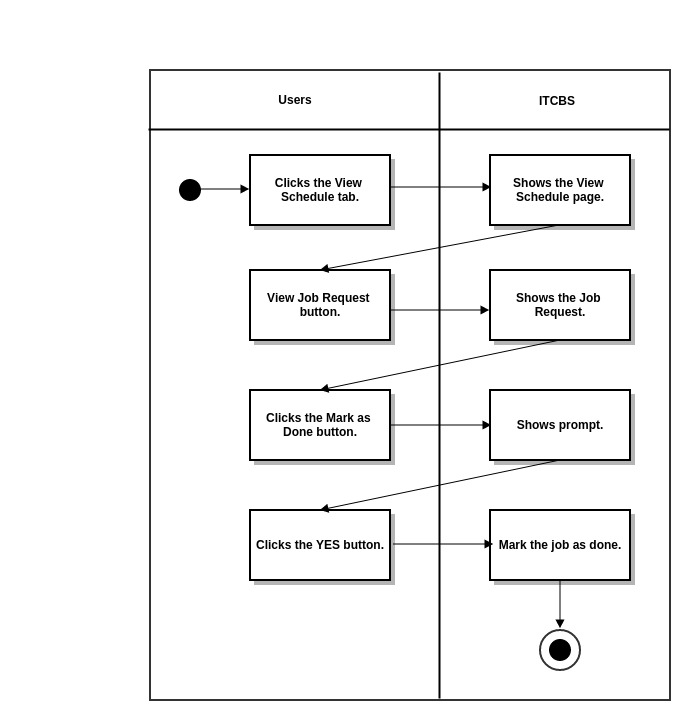 Users
ITCBS
Clicks the View
Schedule tab.
Shows the View
Schedule page.
View Job Request
button.
Shows the Job
Request.
Clicks the Mark as
Done button.
Shows prompt.
Clicks the YES button.
Mark the job as done.